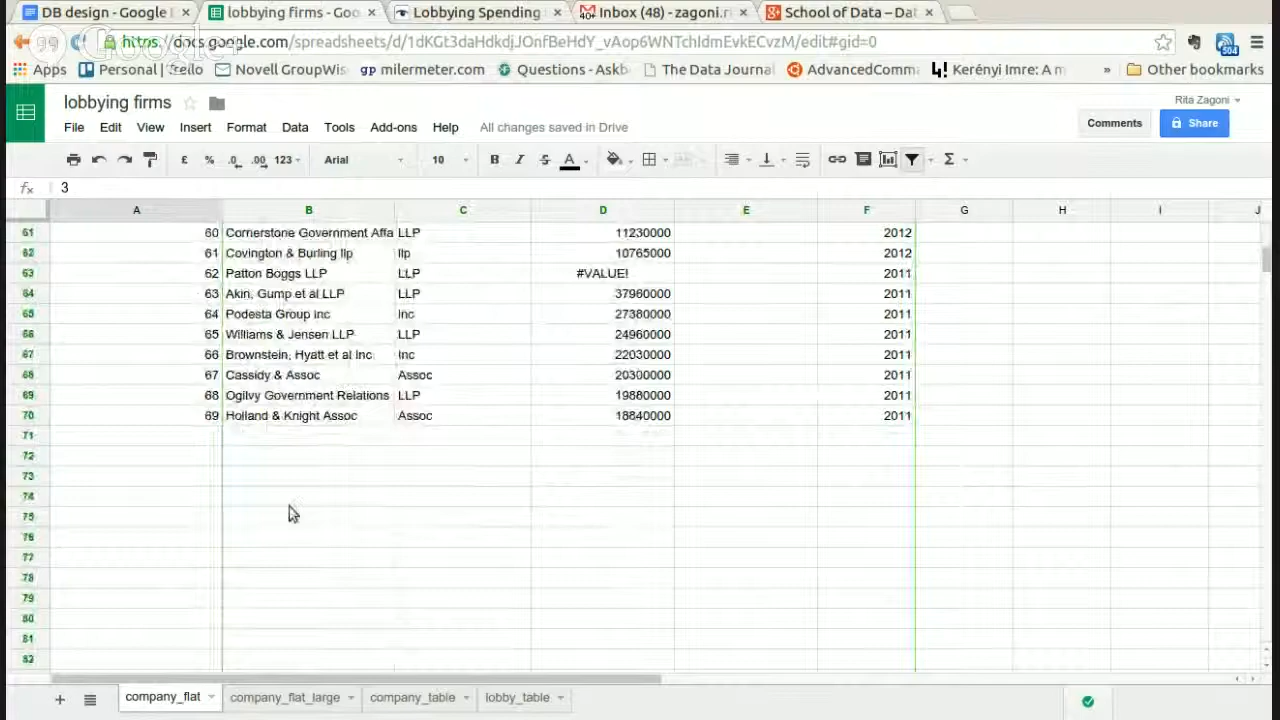 DB design - Google
lobbying firms - Goo
Lobbying Spending
Inbox (48) - zagoni.r
School of Data – Dat
https://docs.google.com/spreadsheets/d/1dKGt3daHdkdjJOnfBeHdY_vAop6WNTchIdmEvkECvzM/edit#gid=0
504
Apps
Personal | Trello
Novell GroupWis
gp milermeter.com
Questions - Askb
The Data Journal
AdvancedComma
Kerényi Imre: A m
»
Other bookmarks
lobbying firms
Rita Zagoni
File Edit View Insert Format Data Tools Add-ons Help All changes saved in Drive
Comments
Share
£ % .0 .00 123 Arial 10 B I S A Σ
fx 3
A B C D E F G H I J
61 60 Cornerstone Government Affa LLP 11230000 2012
62 61 Covington & Burling llp llp 10765000 2012
63 62 Patton Boggs LLP LLP #VALUE! 2011
64 63 Akin, Gump et al LLP LLP 37960000 2011
65 64 Podesta Group Inc Inc 27380000 2011
66 65 Williams & Jensen LLP LLP 24960000 2011
67 66 Brownstein, Hyatt et al Inc Inc 22030000 2011
68 67 Cassidy & Assoc Assoc 20300000 2011
69 68 Ogilvy Government Relations LLP 19880000 2011
70 69 Holland & Knight Assoc Assoc 18840000 2011
71
72
73
74
75
76
77
78
79
80
81
82
+ company_flat company_flat_large company_table lobby_table